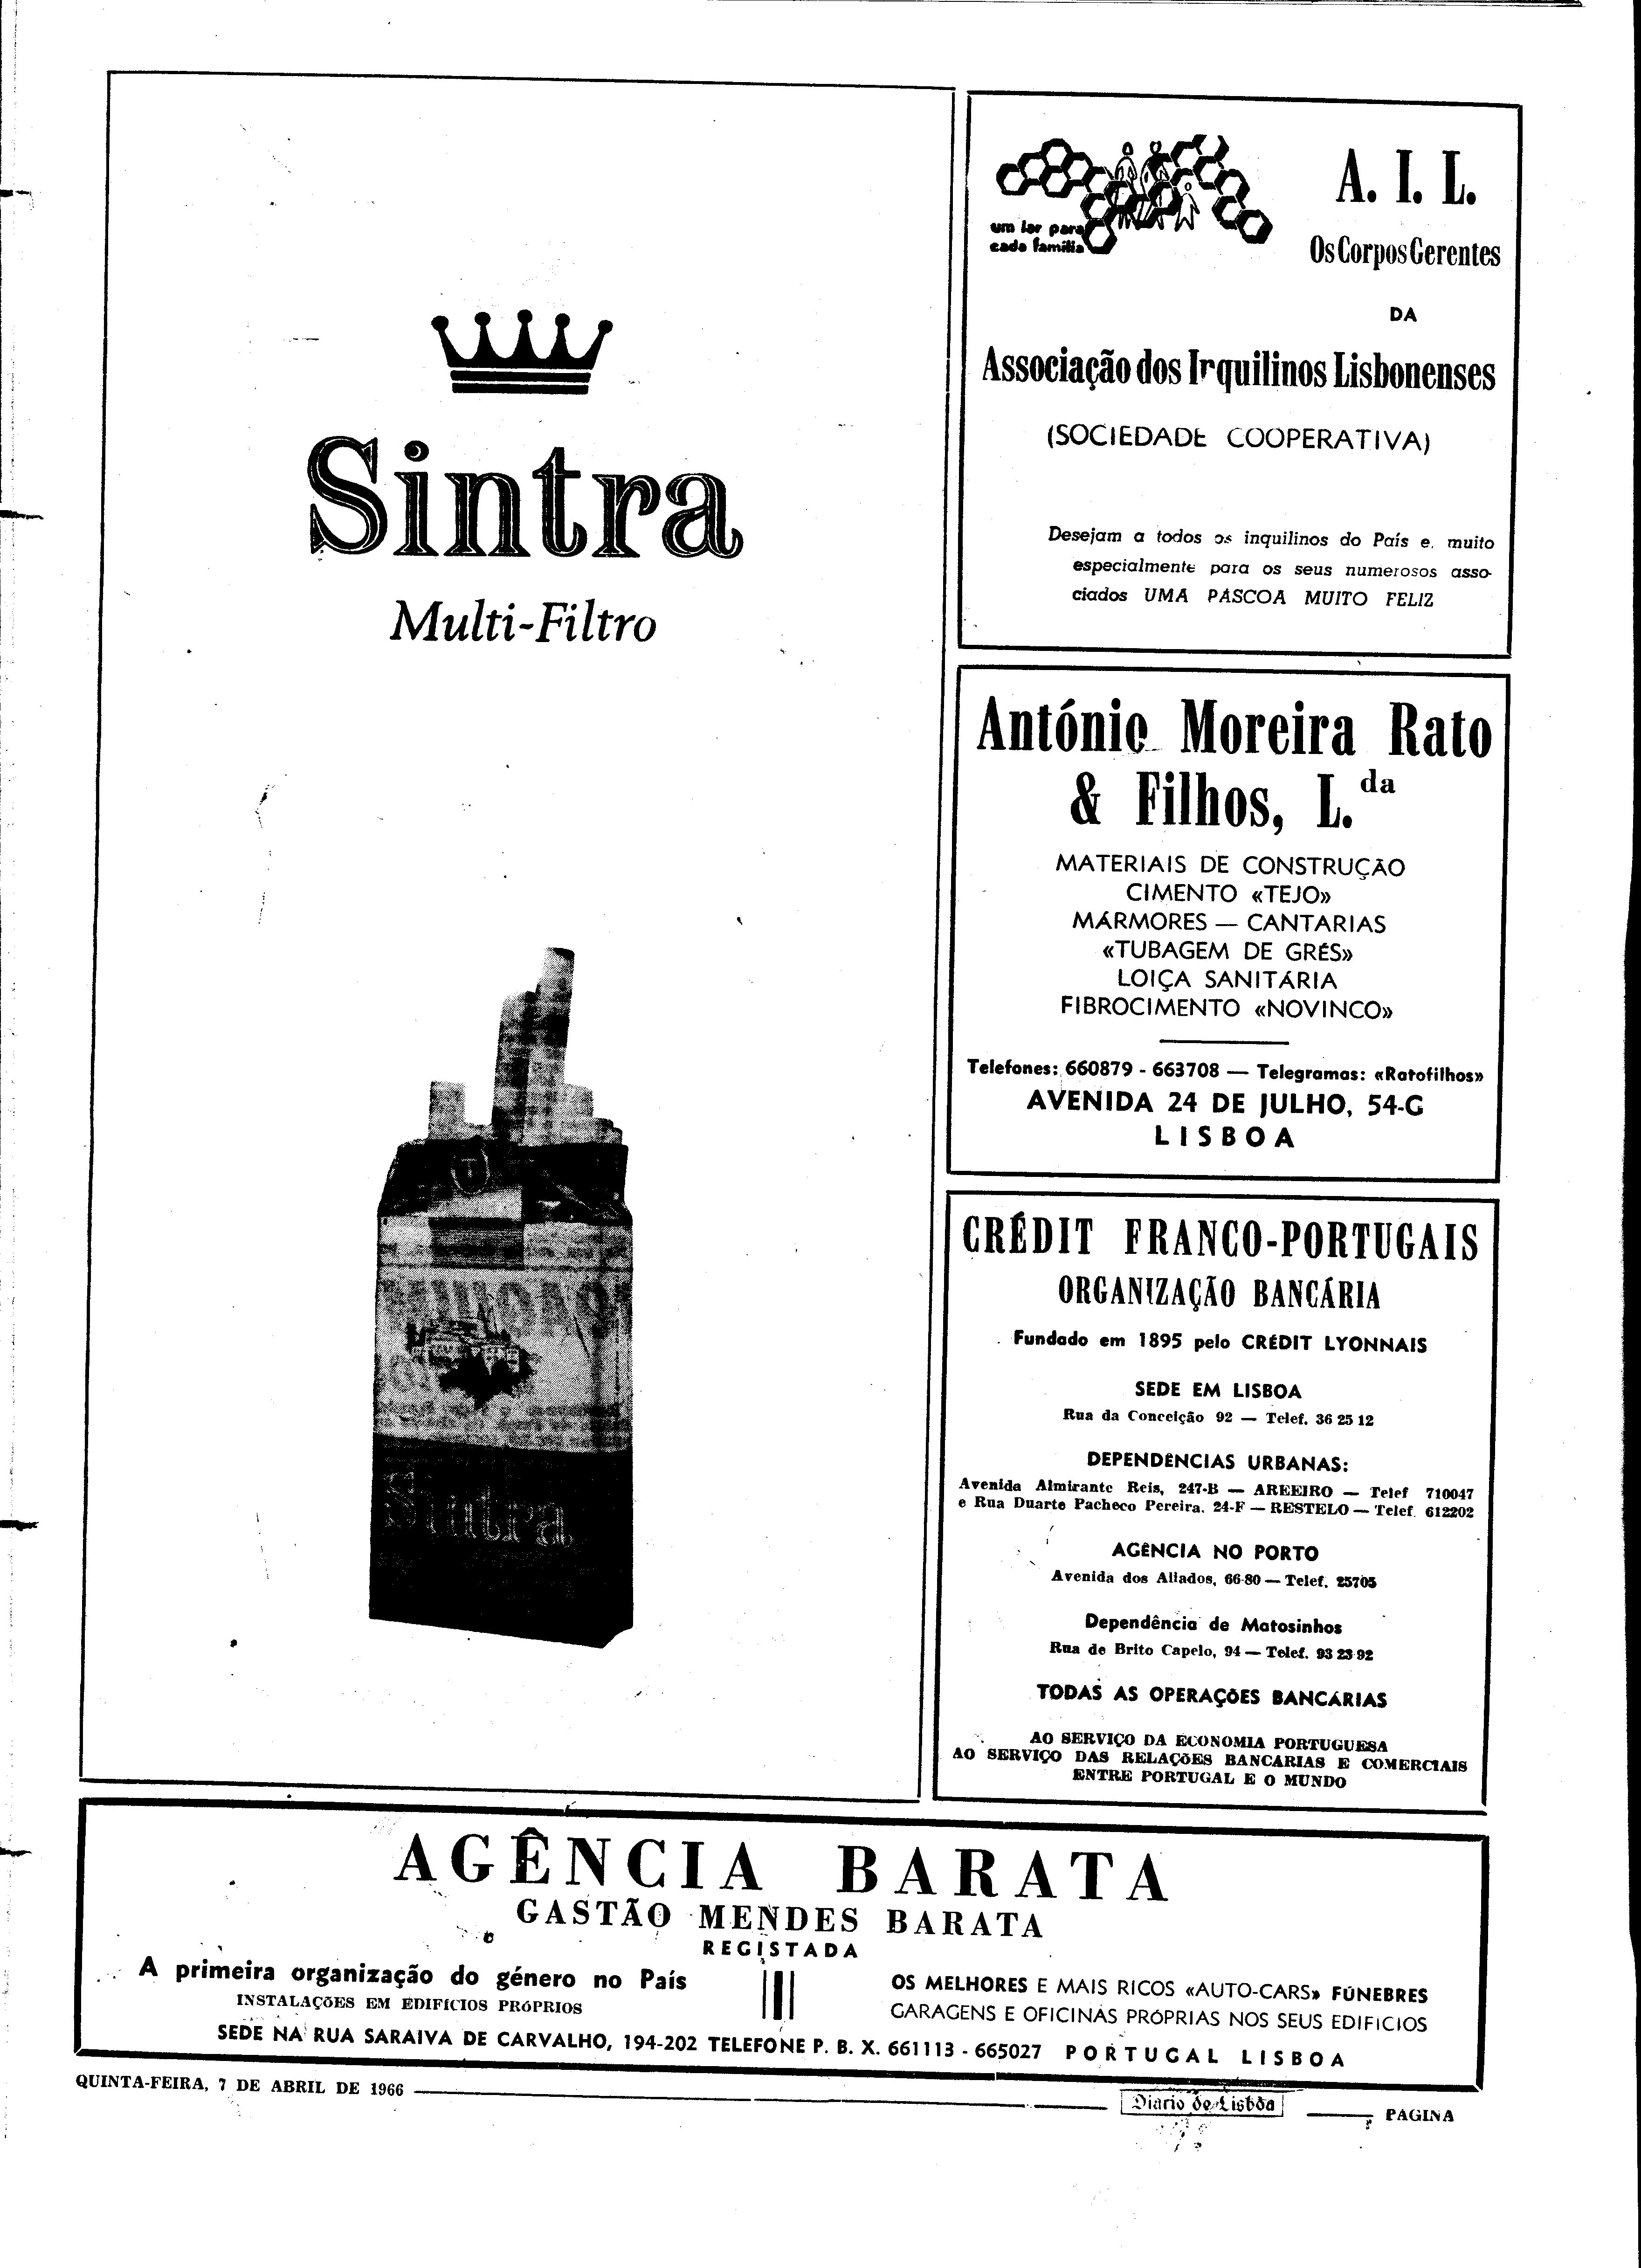 Sintra
Multi-Filtro
Sintra
um lar para
cada família
A. I. L.
Os Corpos Gerentes
DA
Associação dos Inquilinos Lisbonenses
(SOCIEDADE COOPERATIVA)
Desejam a todos os inquilinos do País e, muito
especialmente para os seus numerosos asso-
ciados UMA PÁSCOA MUITO FELIZ
António Moreira Rato
& Filhos, L.da
MATERIAIS DE CONSTRUÇÃO
CIMENTO «TEJO»
MÁRMORES — CANTARIAS
«TUBAGEM DE GRÉS»
LOIÇA SANITÁRIA
FIBROCIMENTO «NOVINCO»
Telefones: 660879 - 663708 — Telegramas: «Ratofilhos»
AVENIDA 24 DE JULHO, 54-G
LISBOA
CRÉDIT FRANCO-PORTUGAIS
ORGANIZAÇÃO BANCÁRIA
Fundado em 1895 pelo CRÉDIT LYONNAIS
SEDE EM LISBOA
Rua da Conceição 92 — Telef. 36 25 12
DEPENDÊNCIAS URBANAS:
Avenida Almirante Reis, 247-B — AREEIRO — Telef 710047
e Rua Duarte Pacheco Pereira, 24-F — RESTELO — Telef. 612202
AGÊNCIA NO PORTO
Avenida dos Aliados, 66-80 — Telef. 25705
Dependência de Matosinhos
Rua de Brito Capelo, 94 — Telef. 93 23 92
TODAS AS OPERAÇÕES BANCÁRIAS
AO SERVIÇO DA ECONOMIA PORTUGUESA
AO SERVIÇO DAS RELAÇÕES BANCÁRIAS E COMERCIAIS
ENTRE PORTUGAL E O MUNDO
AGÊNCIA BARATA
GASTÃO MENDES BARATA
REGISTADA
A primeira organização do género no País
INSTALAÇÕES EM EDIFÍCIOS PRÓPRIOS
OS MELHORES E MAIS RICOS «AUTO-CARS» FÚNEBRES
GARAGENS E OFICINAS PRÓPRIAS NOS SEUS EDIFÍCIOS
SEDE NA RUA SARAIVA DE CARVALHO, 194-202 TELEFONE P. B. X. 661113 - 665027 PORTUGAL LISBOA
QUINTA-FEIRA, 7 DE ABRIL DE 1966
Diário de Lisboa
PÁGINA